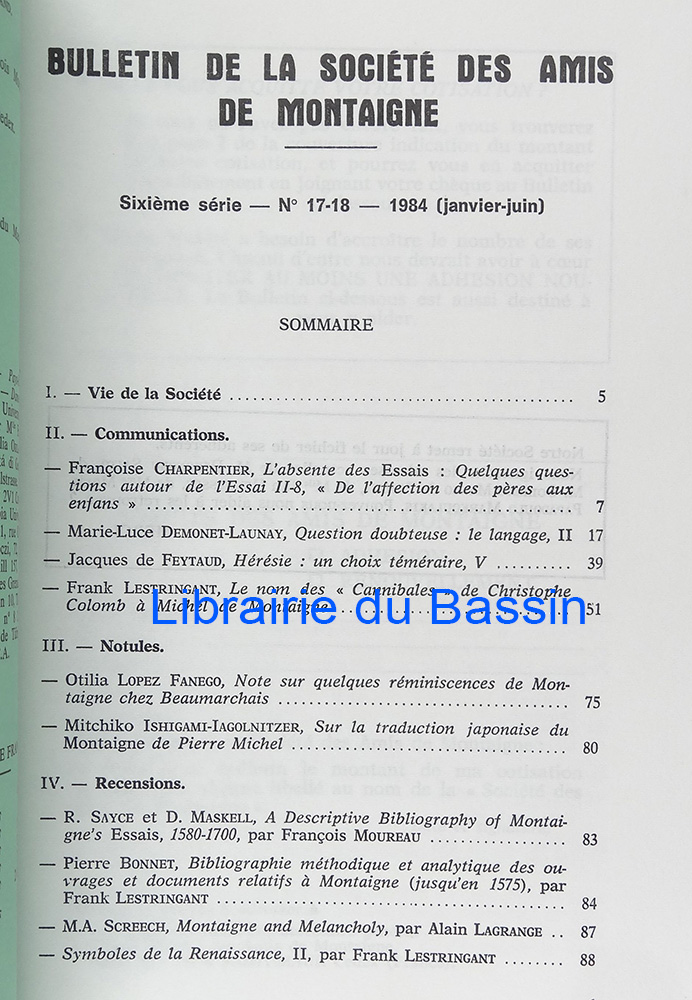 BULLETIN DE LA SOCIÉTÉ DES AMIS
DE MONTAIGNE
Sixième série — N° 17-18 — 1984 (janvier-juin)
SOMMAIRE
I. — Vie de la Société .......... 5
II. — Communications.
— Françoise CHARPENTIER, L'absente des Essais : Quelques ques-
tions autour de l'Essai II-8, « De l'affection des pères aux
enfans » .......... 7
— Marie-Luce DEMONET-LAUNAY, Question doubteuse : le langage, II 17
— Jacques de FEYTAUD, Hérésie : un choix téméraire, V .......... 39
— Frank LESTRINGANT, Le nom des « Cannibales » de Christophe
Colomb à Michel de Montaigne .......... 51
Librairie du Bassin
III. — Notules.
— Otilia LOPEZ FANEGO, Note sur quelques réminiscences de Mon-
taigne chez Beaumarchais .......... 75
— Mitchiko ISHIGAMI-IAGOLNITZER, Sur la traduction japonaise du
Montaigne de Pierre Michel .......... 80
IV. — Recensions.
— R. SAYCE et D. MASKELL, A Descriptive Bibliography of Montai-
gne's Essais, 1580-1700, par François MOUREAU .......... 83
— Pierre BONNET, Bibliographie méthodique et analytique des ou-
vrages et documents relatifs à Montaigne (jusqu'en 1575), par
Frank LESTRINGANT .......... 84
— M.A. SCREECH, Montaigne and Melancholy, par Alain LAGRANGE .. 87
— Symboles de la Renaissance, II, par Frank LESTRINGANT ........ 88